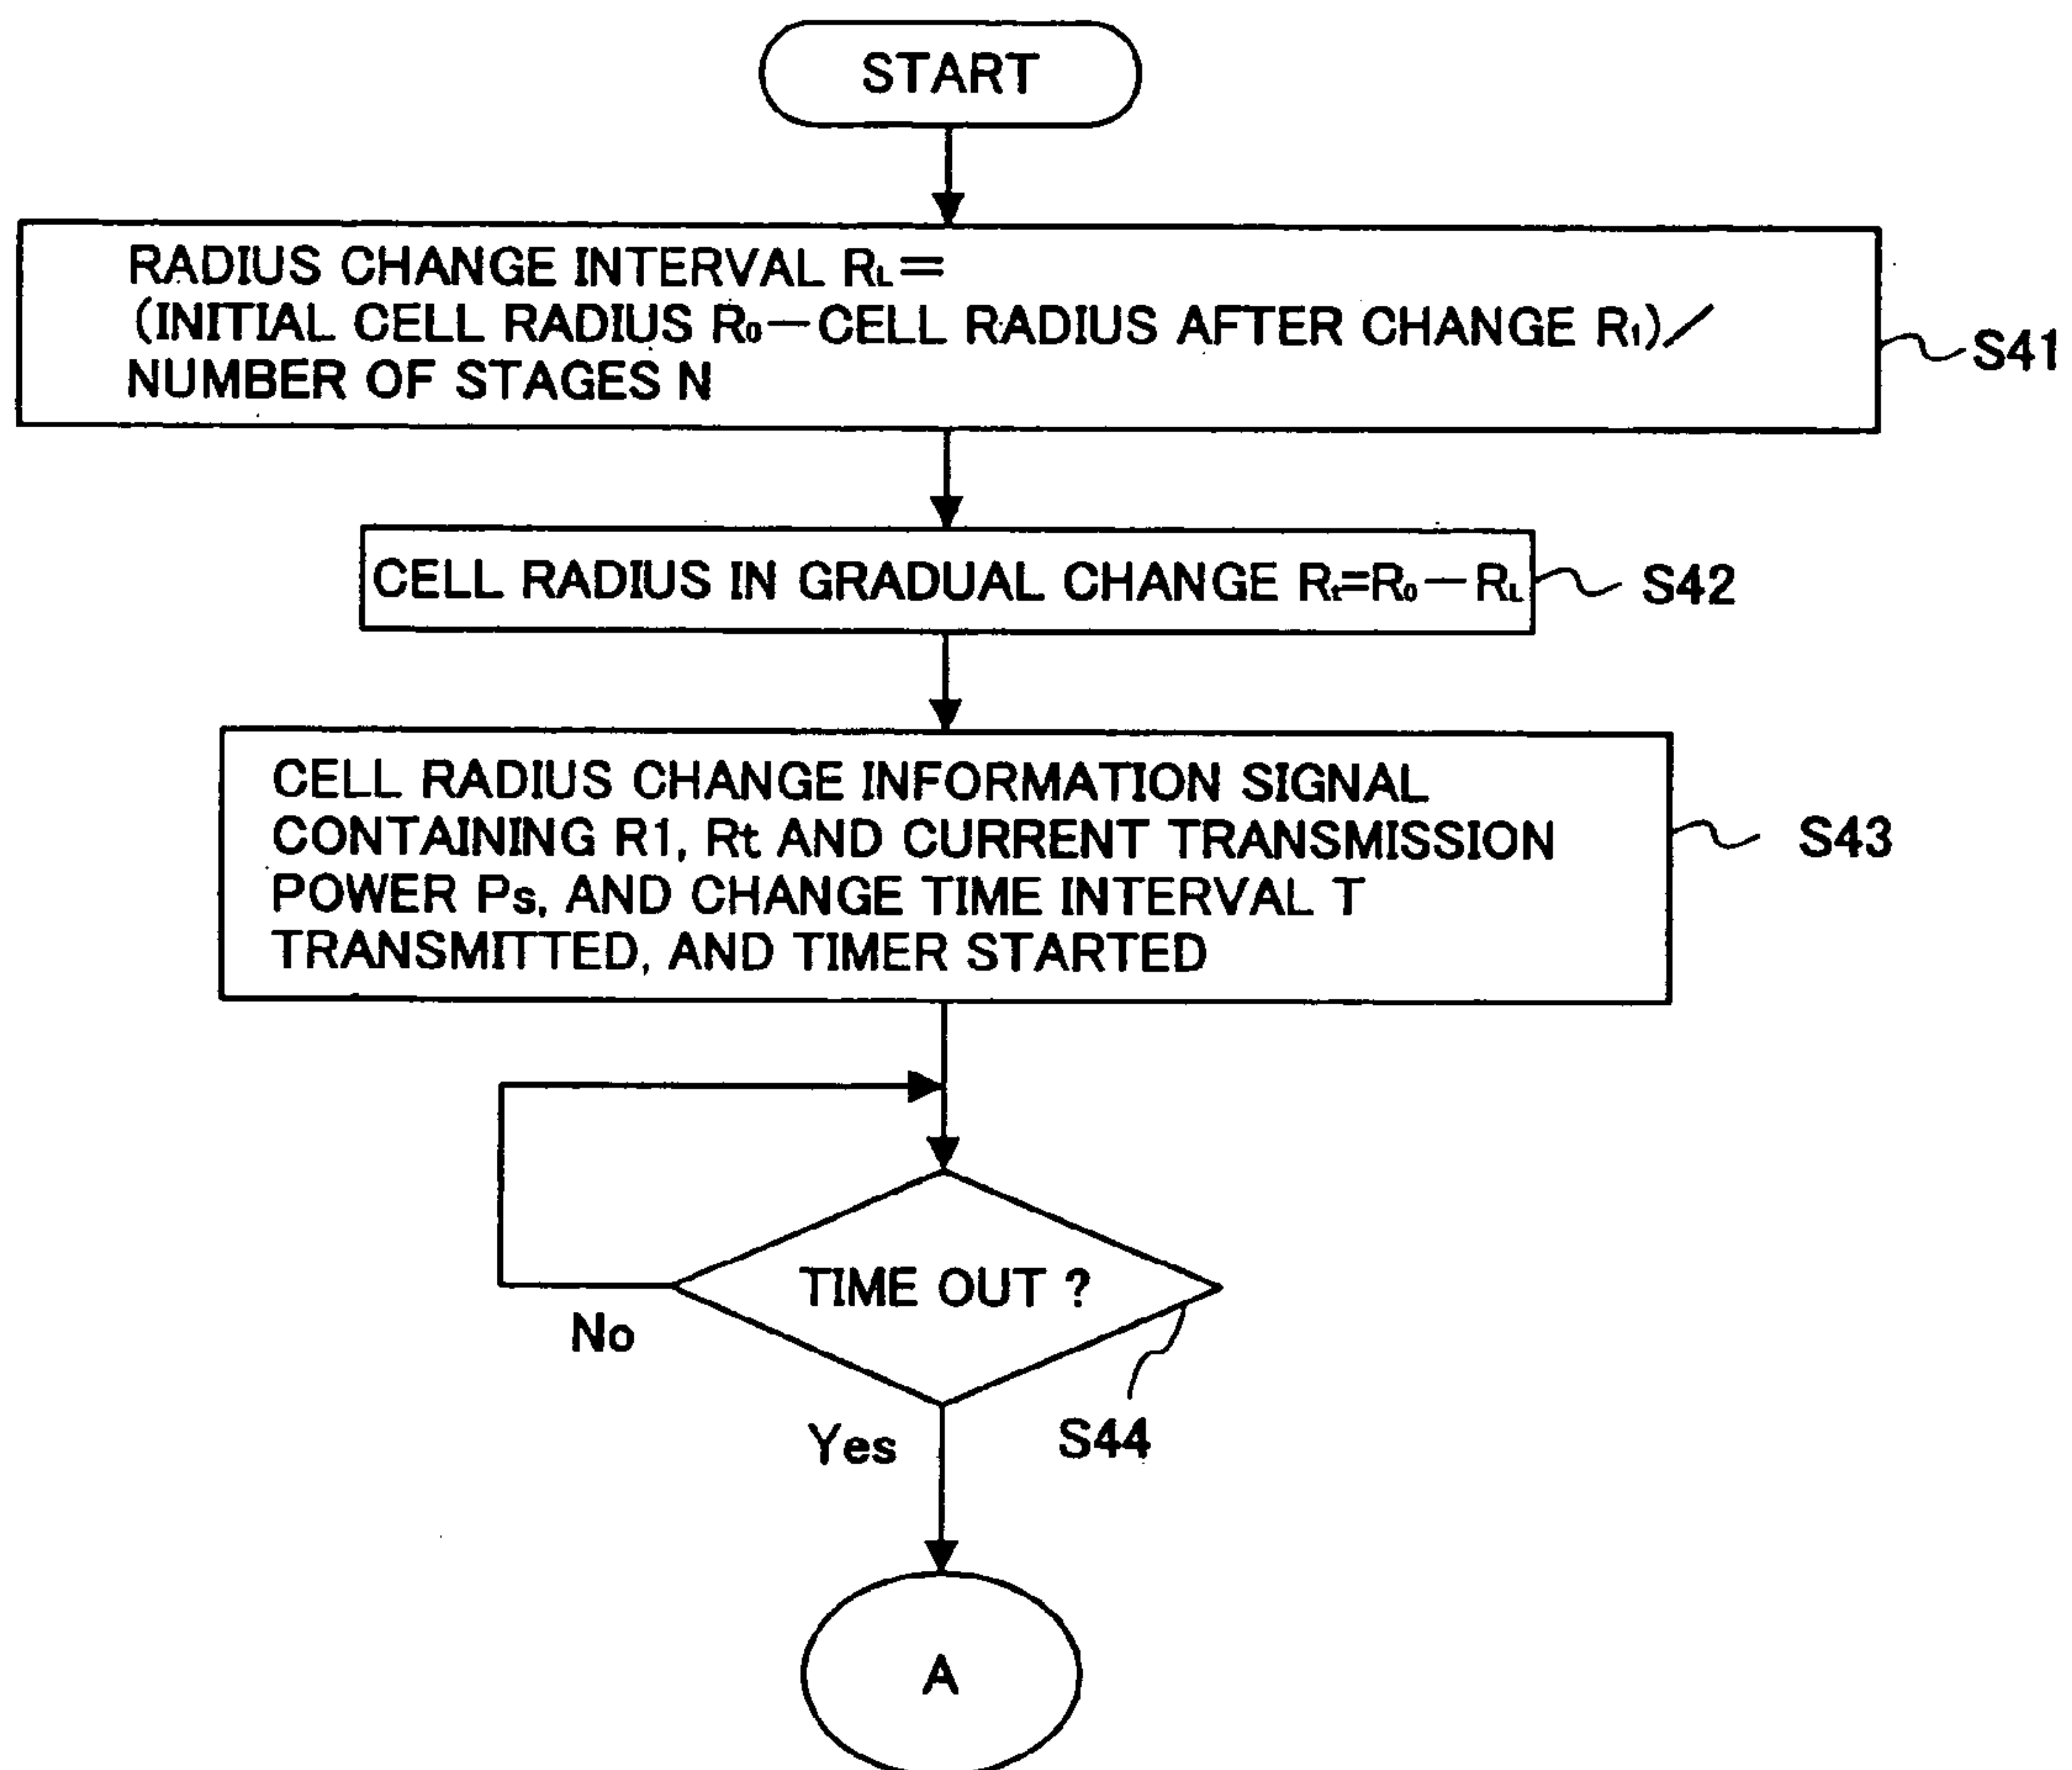 START
RADIUS CHANGE INTERVAL RL=
(INITIAL CELL RADIUS R0—CELL RADIUS AFTER CHANGE R1)/
NUMBER OF STAGES N
S41
CELL RADIUS IN GRADUAL CHANGE Rt=R0—RL
S42
CELL RADIUS CHANGE INFORMATION SIGNAL
CONTAINING R1, Rt AND CURRENT TRANSMISSION
POWER Ps, AND CHANGE TIME INTERVAL T
TRANSMITTED, AND TIMER STARTED
S43
TIME OUT ?
No
Yes
S44
A